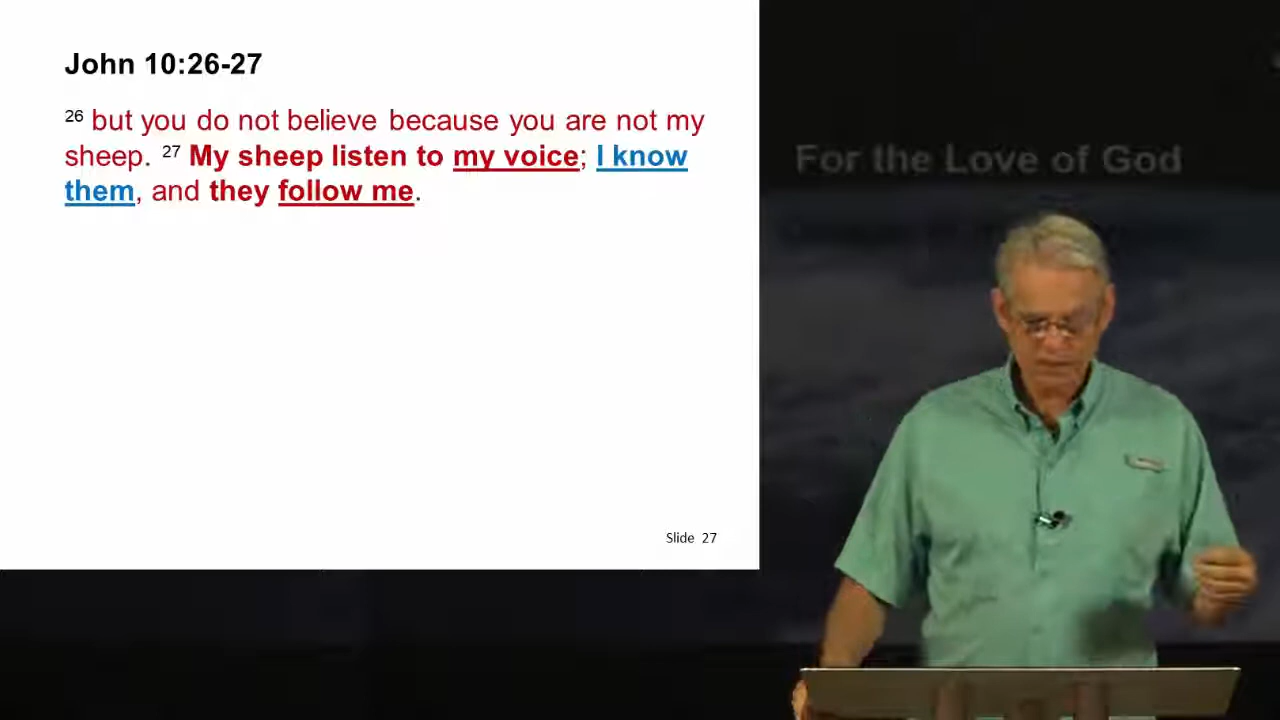 John 10:26-27
26 but you do not believe because you are not my
sheep. 27 My sheep listen to my voice; I know
them, and they follow me.
Slide 27
For the Love of God